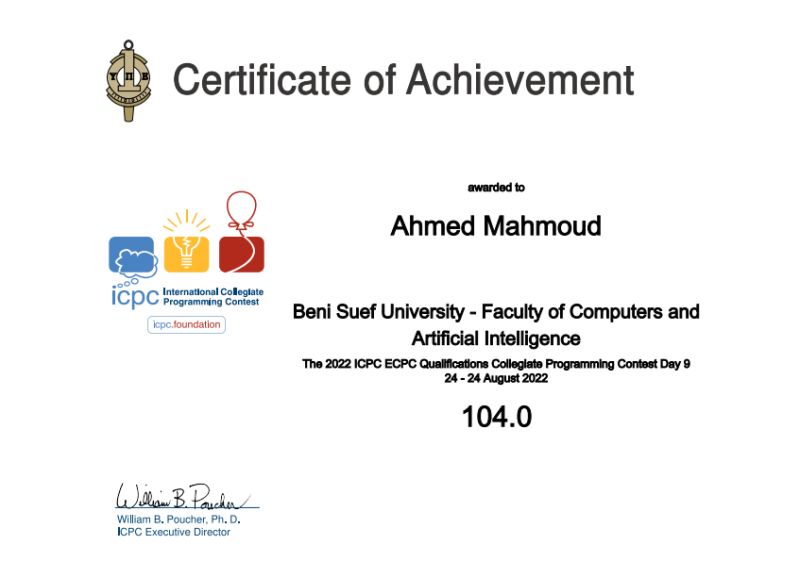 Certificate of Achievement
awarded to
Ahmed Mahmoud
icpc International Collegiate
Programming Contest
icpc.foundation
Beni Suef University - Faculty of Computers and
Artificial Intelligence
The 2022 ICPC ECPC Qualifications Collegiate Programming Contest Day 9
24 - 24 August 2022
104.0
William B. Poucher
William B. Poucher, Ph. D.
ICPC Executive Director